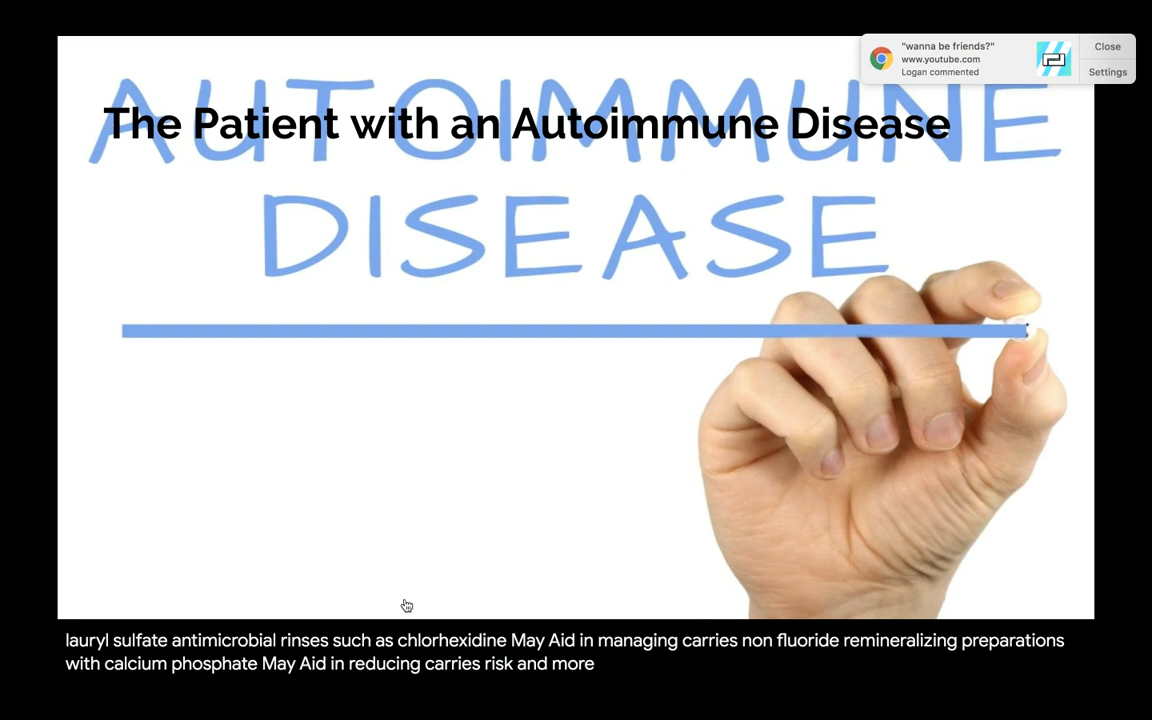 "wanna be friends?"
www.youtube.com
Logan commented
Close
Settings
AUTOIMMUNE
The Patient with an Autoimmune Disease
DISEASE
lauryl sulfate antimicrobial rinses such as chlorhexidine May Aid in managing carries non fluoride remineralizing preparations
with calcium phosphate May Aid in reducing carries risk and more